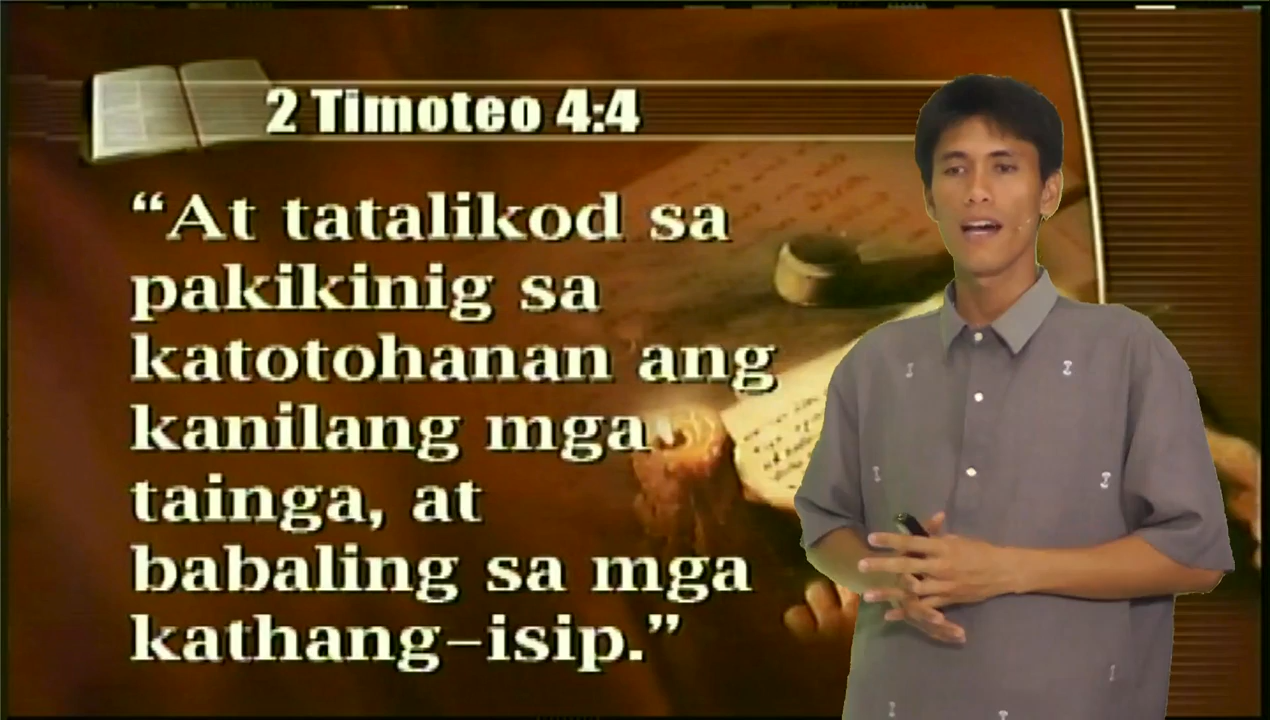 2 Timoteo 4:4
“At tatalikod sa
pakikinig sa
katotohanan ang
kanilang mga
tainga, at
babaling sa mga
kathang-isip.”